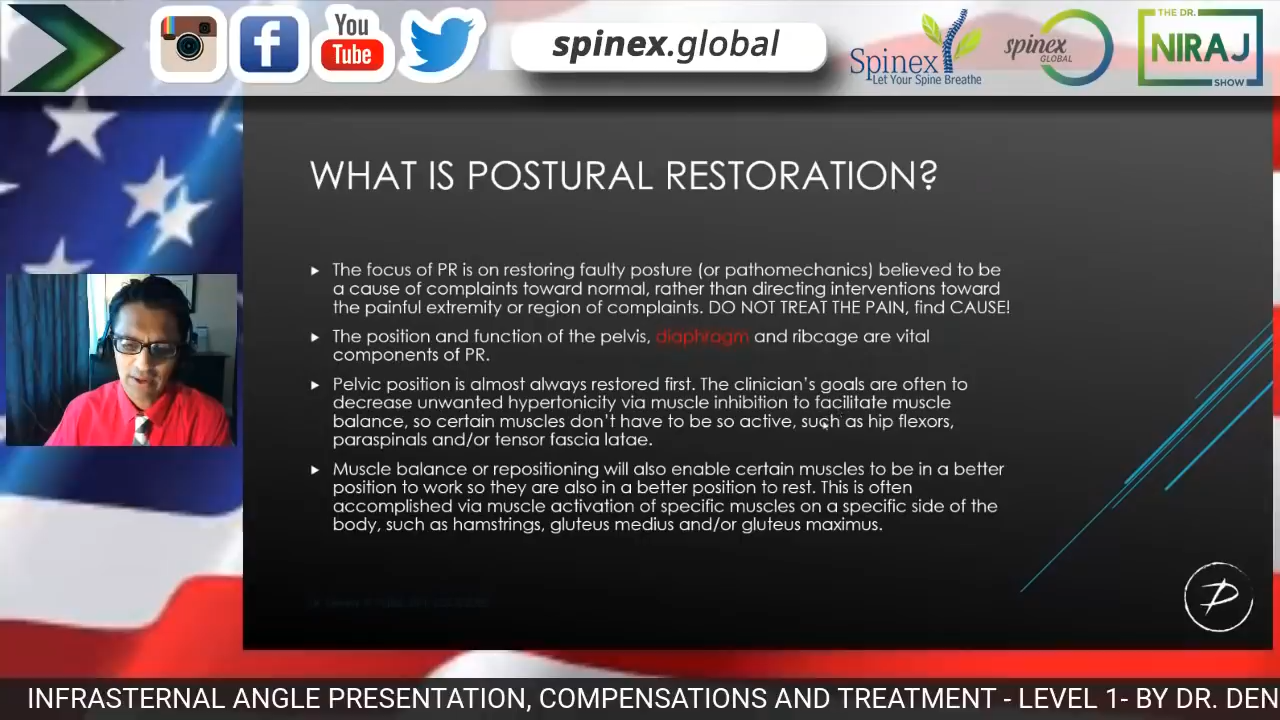 You
Tube
spinex.global
Spinex
Let Your Spine Breathe
spinex
GLOBAL
THE DR.
NIRAJ
SHOW
WHAT IS POSTURAL RESTORATION?
The focus of PR is on restoring faulty posture (or pathomechanics) believed to be
a cause of complaints toward normal, rather than directing interventions toward
the painful extremity or region of complaints. DO NOT TREAT THE PAIN, find CAUSE!
The position and function of the pelvis, diaphragm and ribcage are vital
components of PR.
Pelvic position is almost always restored first. The clinician's goals are often to
decrease unwanted hypertonicity via muscle inhibition to facilitate muscle
balance, so certain muscles don't have to be so active, such as hip flexors,
paraspinals and/or tensor fascia latae.
Muscle balance or repositioning will also enable certain muscles to be in a better
position to work so they are also in a better position to rest. This is often
accomplished via muscle activation of specific muscles on a specific side of the
body, such as hamstrings, gluteus medius and/or gluteus maximus.
INFRASTERNAL ANGLE PRESENTATION, COMPENSATIONS AND TREATMENT - LEVEL 1- BY DR. DEN